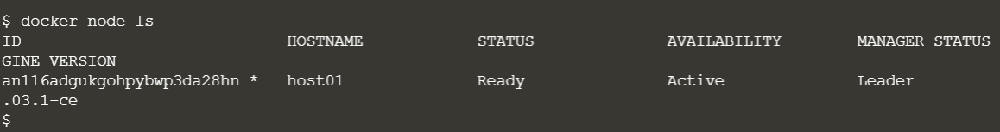 $ docker node ls
ID HOSTNAME STATUS AVAILABILITY MANAGER STATUS
GINE VERSION
an116adgukgohpybwp3da28hn * host01 Ready Active Leader
.03.1-ce
$